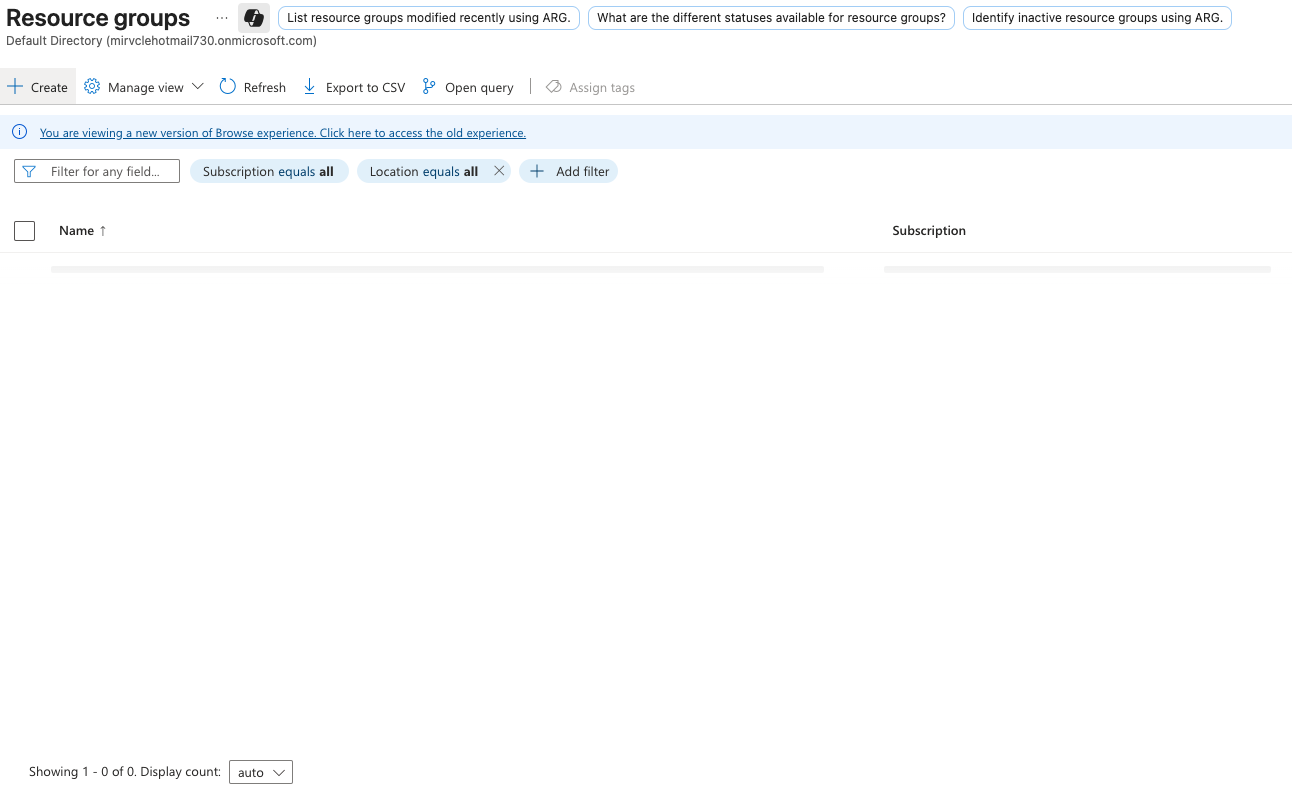 Resource groups ... List resource groups modified recently using ARG. What are the different statuses available for resource groups? Identify inactive resource groups using ARG.
Default Directory (mirvclehotmail730.onmicrosoft.com)
Create Manage view Refresh Export to CSV Open query Assign tags
You are viewing a new version of Browse experience. Click here to access the old experience.
Filter for any field... Subscription equals all Location equals all Add filter
Name ↑ Subscription
Showing 1 - 0 of 0. Display count: auto